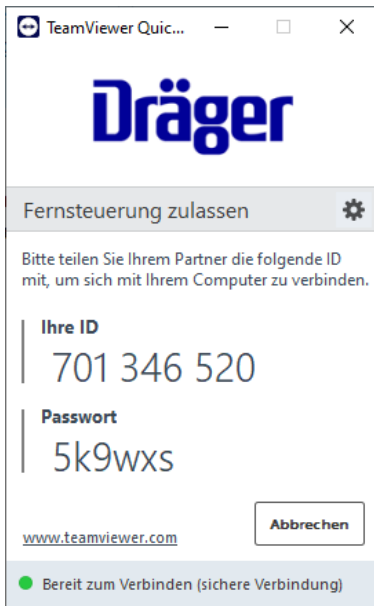 TeamViewer Quic...
Dräger
Fernsteuerung zulassen
Bitte teilen Sie Ihrem Partner die folgende ID
mit, um sich mit Ihrem Computer zu verbinden.
Ihre ID
701 346 520
Passwort
5k9wxs
Abbrechen
www.teamviewer.com
Bereit zum Verbinden (sichere Verbindung)